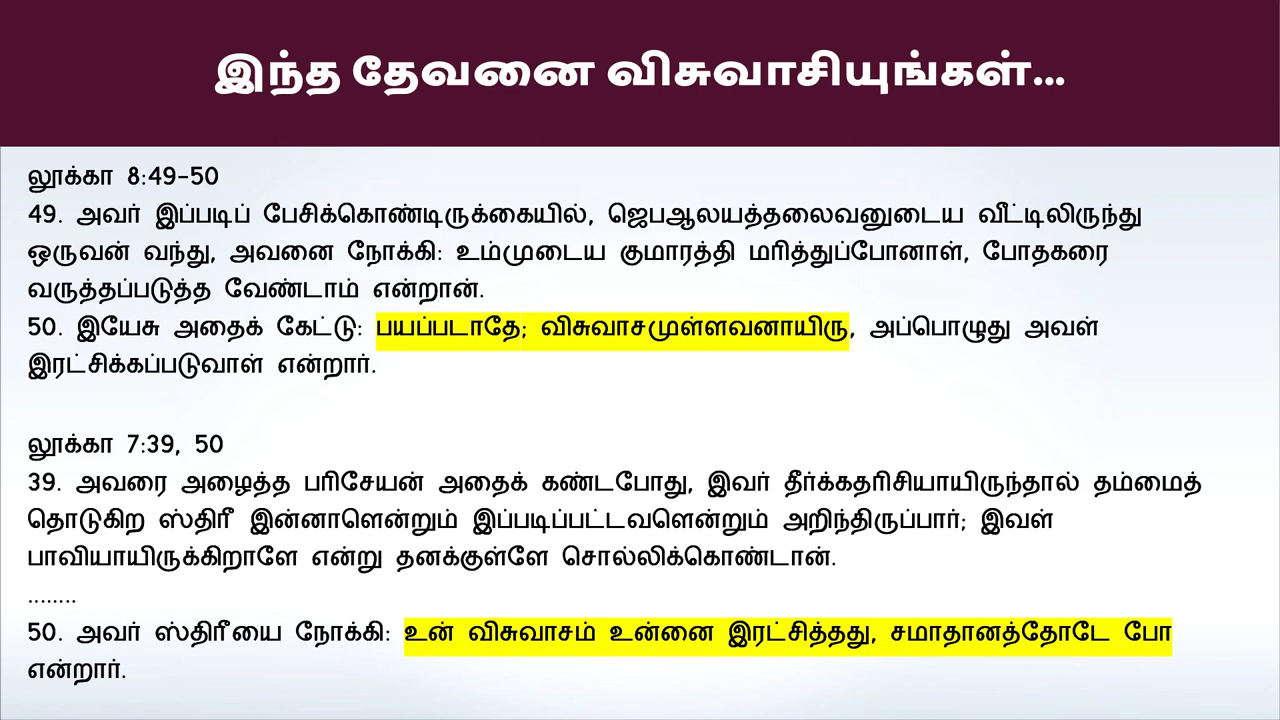 இந்த தேவனை விசுவாசியுங்கள்...
லூக்கா 8:49-50
49. அவர் இப்படிப் பேசிக்கொண்டிருக்கையில், ஜெபஆலயத்தலைவனுடைய வீட்டிலிருந்து
ஒருவன் வந்து, அவனை நோக்கி: உம்முடைய குமாரத்தி மரித்துப்போனாள், போதகரை
வருத்தப்படுத்த வேண்டாம் என்றான்.
50. இயேசு அதைக் கேட்டு: பயப்படாதே; விசுவாசமுள்ளவனாயிரு, அப்பொழுது அவள்
இரட்சிக்கப்படுவாள் என்றார்.
லூக்கா 7:39, 50
39. அவரை அழைத்த பரிசேயன் அதைக் கண்டபோது, இவர் தீர்க்கதரிசியாயிருந்தால் தம்மைத்
தொடுகிற ஸ்திரீ இன்னாளென்றும் இப்படிப்பட்டவளென்றும் அறிந்திருப்பார்; இவள்
பாவியாயிருக்கிறாளே என்று தனக்குள்ளே சொல்லிக்கொண்டான்.
........
50. அவர் ஸ்திரீயை நோக்கி: உன் விசுவாசம் உன்னை இரட்சித்தது, சமாதானத்தோடே போ
என்றார்.